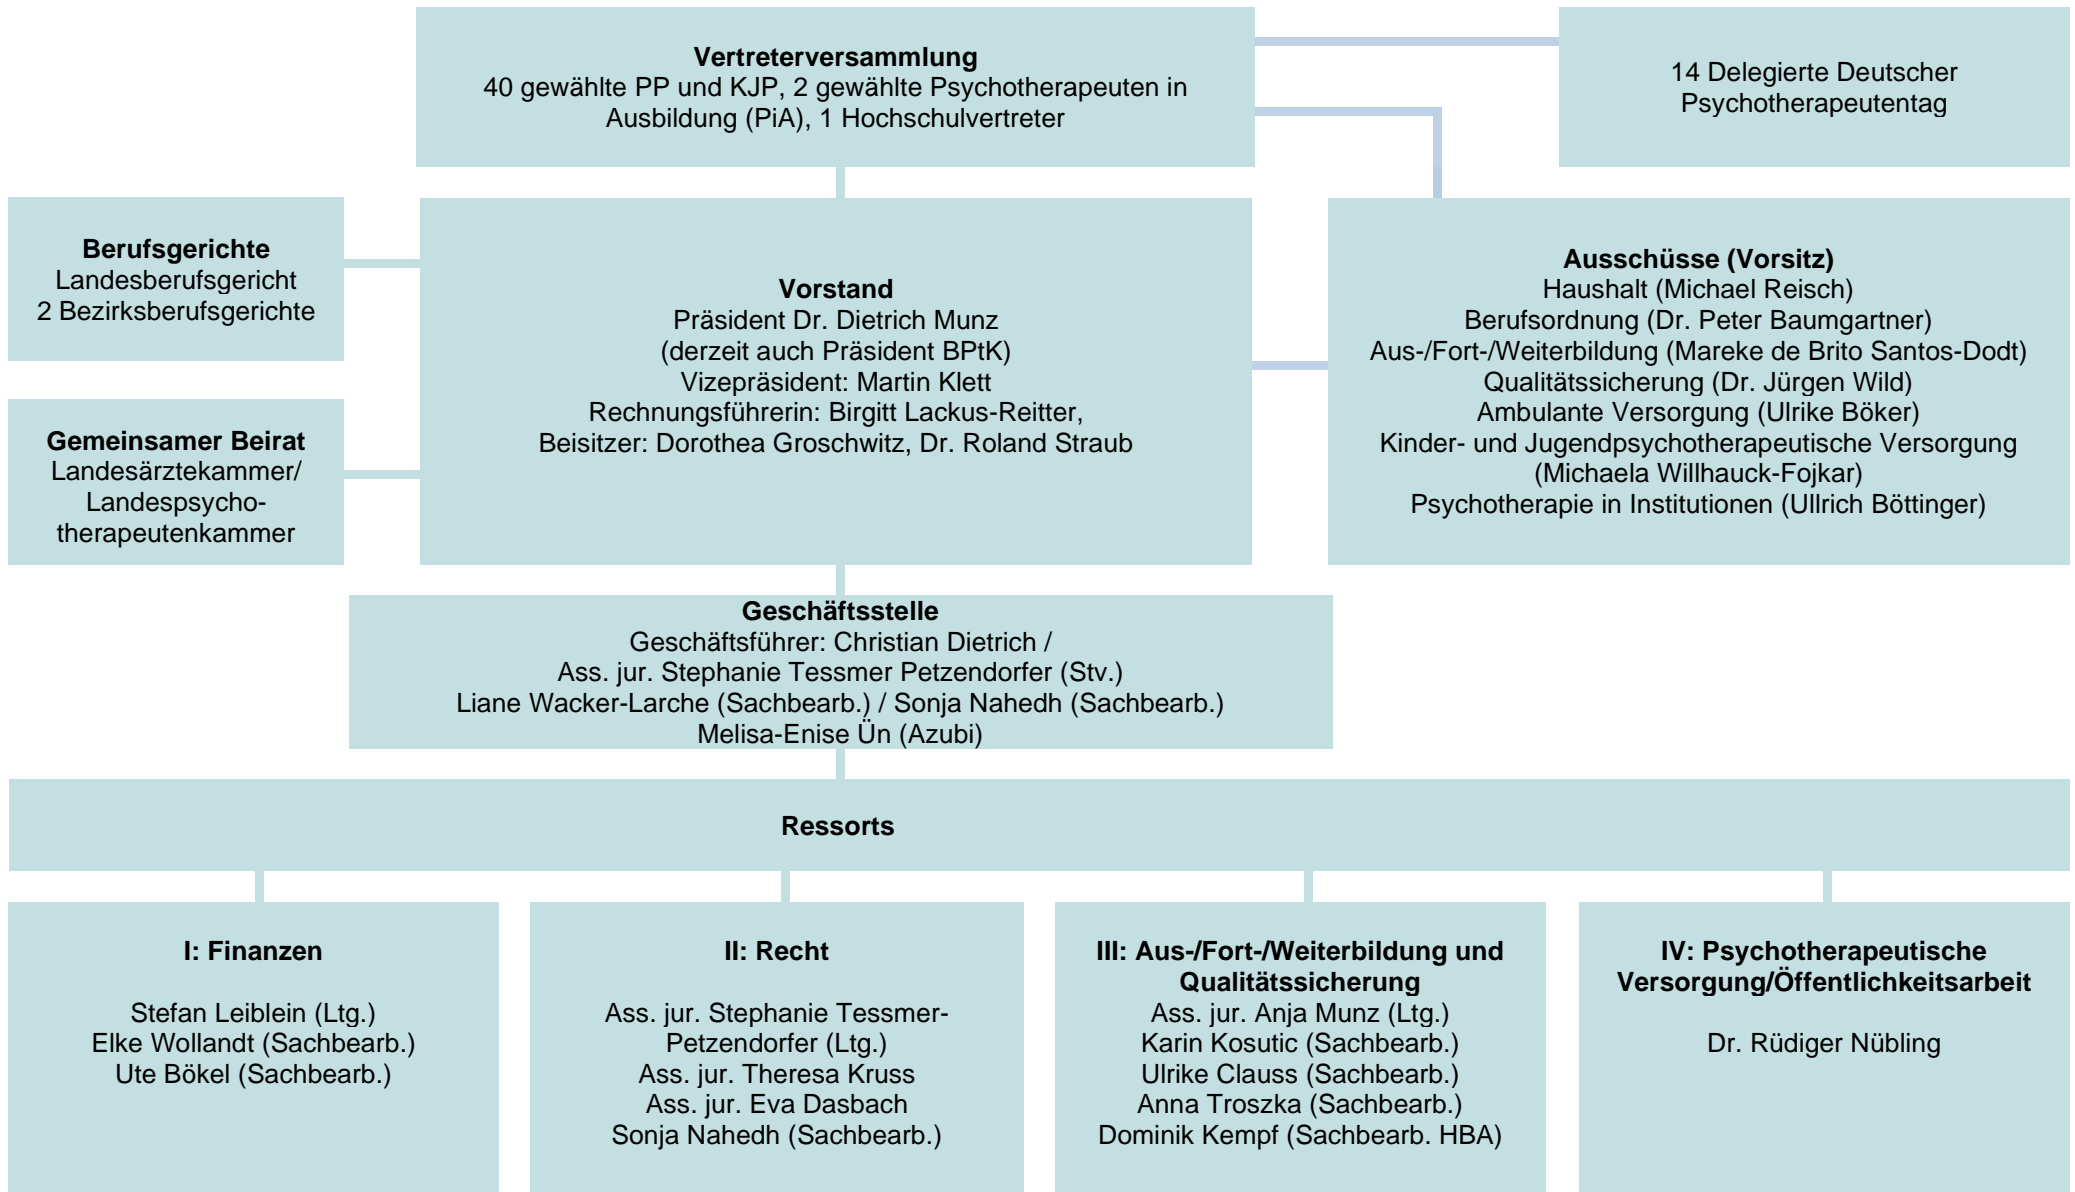 Vertreterversammlung
40 gewählte PP und KJP, 2 gewählte Psychotherapeuten in
Ausbildung (PiA), 1 Hochschulvertreter
14 Delegierte Deutscher
Psychotherapeutentag
Berufsgerichte
Landesberufsgericht
2 Bezirksberufsgerichte
Gemeinsamer Beirat
Landesärztekammer/
Landespsycho-
therapeutenkammer
Vorstand
Präsident Dr. Dietrich Munz
(derzeit auch Präsident BPtK)
Vizepräsident: Martin Klett
Rechnungsführerin: Birgitt Lackus-Reitter,
Beisitzer: Dorothea Groschwitz, Dr. Roland Straub
Ausschüsse (Vorsitz)
Haushalt (Michael Reisch)
Berufsordnung (Dr. Peter Baumgartner)
Aus-/Fort-/Weiterbildung (Mareke de Brito Santos-Dodt)
Qualitätssicherung (Dr. Jürgen Wild)
Ambulante Versorgung (Ulrike Böker)
Kinder- und Jugendpsychotherapeutische Versorgung
(Michaela Willhauck-Fojkar)
Psychotherapie in Institutionen (Ullrich Böttinger)
Geschäftsstelle
Geschäftsführer: Christian Dietrich /
Ass. jur. Stephanie Tessmer Petzendorfer (Stv.)
Liane Wacker-Larche (Sachbearb.) / Sonja Nahedh (Sachbearb.)
Melisa-Enise Ün (Azubi)
Ressorts
I: Finanzen
Stefan Leiblein (Ltg.)
Elke Wollandt (Sachbearb.)
Ute Bökel (Sachbearb.)
II: Recht
Ass. jur. Stephanie Tessmer-
Petzendorfer (Ltg.)
Ass. jur. Theresa Kruss
Ass. jur. Eva Dasbach
Sonja Nahedh (Sachbearb.)
III: Aus-/Fort-/Weiterbildung und
Qualitätssicherung
Ass. jur. Anja Munz (Ltg.)
Karin Kosutic (Sachbearb.)
Ulrike Clauss (Sachbearb.)
Anna Troszka (Sachbearb.)
Dominik Kempf (Sachbearb. HBA)
IV: Psychotherapeutische
Versorgung/Öffentlichkeitsarbeit
Dr. Rüdiger Nübling